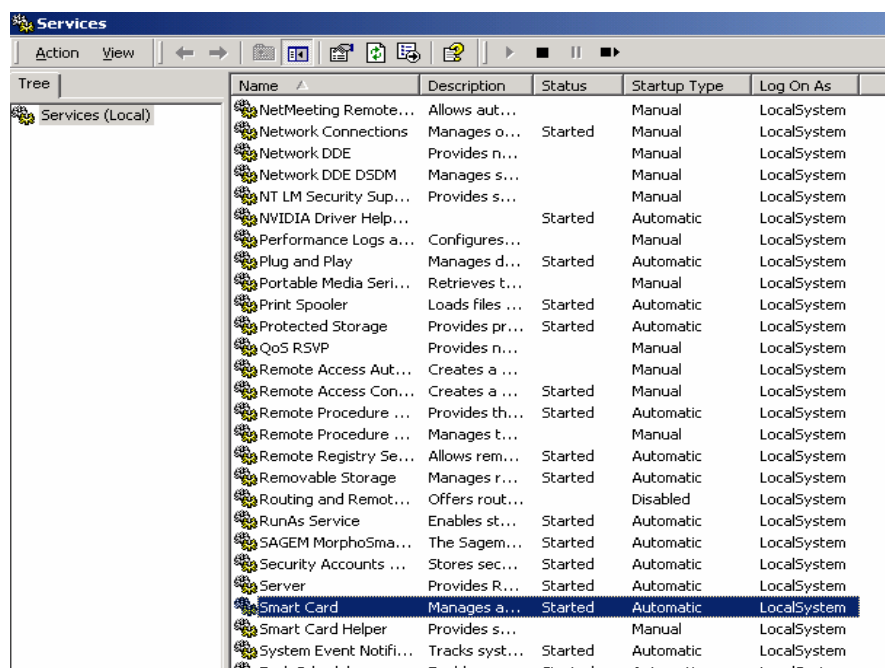 Services
Action View
Tree
Services (Local)
Name Description Status Startup Type Log On As
NetMeeting Remote... Allows aut... Manual LocalSystem
Network Connections Manages o... Started Manual LocalSystem
Network DDE Provides n... Manual LocalSystem
Network DDE DSDM Manages s... Manual LocalSystem
NT LM Security Sup... Provides s... Manual LocalSystem
NVIDIA Driver Help... Started Automatic LocalSystem
Performance Logs a... Configures... Manual LocalSystem
Plug and Play Manages d... Started Automatic LocalSystem
Portable Media Seri... Retrieves t... Manual LocalSystem
Print Spooler Loads files ... Started Automatic LocalSystem
Protected Storage Provides pr... Started Automatic LocalSystem
QoS RSVP Provides n... Manual LocalSystem
Remote Access Aut... Creates a ... Manual LocalSystem
Remote Access Con... Creates a ... Started Manual LocalSystem
Remote Procedure ... Provides th... Started Automatic LocalSystem
Remote Procedure ... Manages t... Manual LocalSystem
Remote Registry Se... Allows rem... Started Automatic LocalSystem
Removable Storage Manages r... Started Automatic LocalSystem
Routing and Remot... Offers rout... Disabled LocalSystem
RunAs Service Enables st... Started Automatic LocalSystem
SAGEM MorphoSma... The Sagem... Started Automatic LocalSystem
Security Accounts ... Stores sec... Started Automatic LocalSystem
Server Provides R... Started Automatic LocalSystem
Smart Card Manages a... Started Automatic LocalSystem
Smart Card Helper Provides s... Manual LocalSystem
System Event Notifi... Tracks syst... Started Automatic LocalSystem